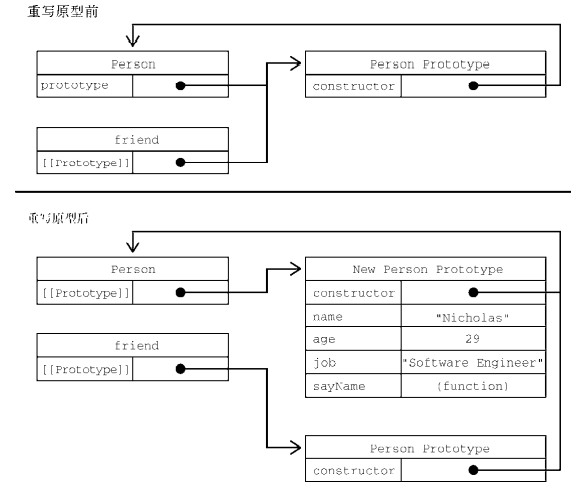 重写原型前
Person
prototype
Person Prototype
constructor
friend
[[Prototype]]
重写原型后
Person
[[Prototype]]
New Person Prototype
constructor
name "Nicholas"
age 29
job "Software Engineer"
sayName (function)
friend
[[Prototype]]
Person Prototype
constructor